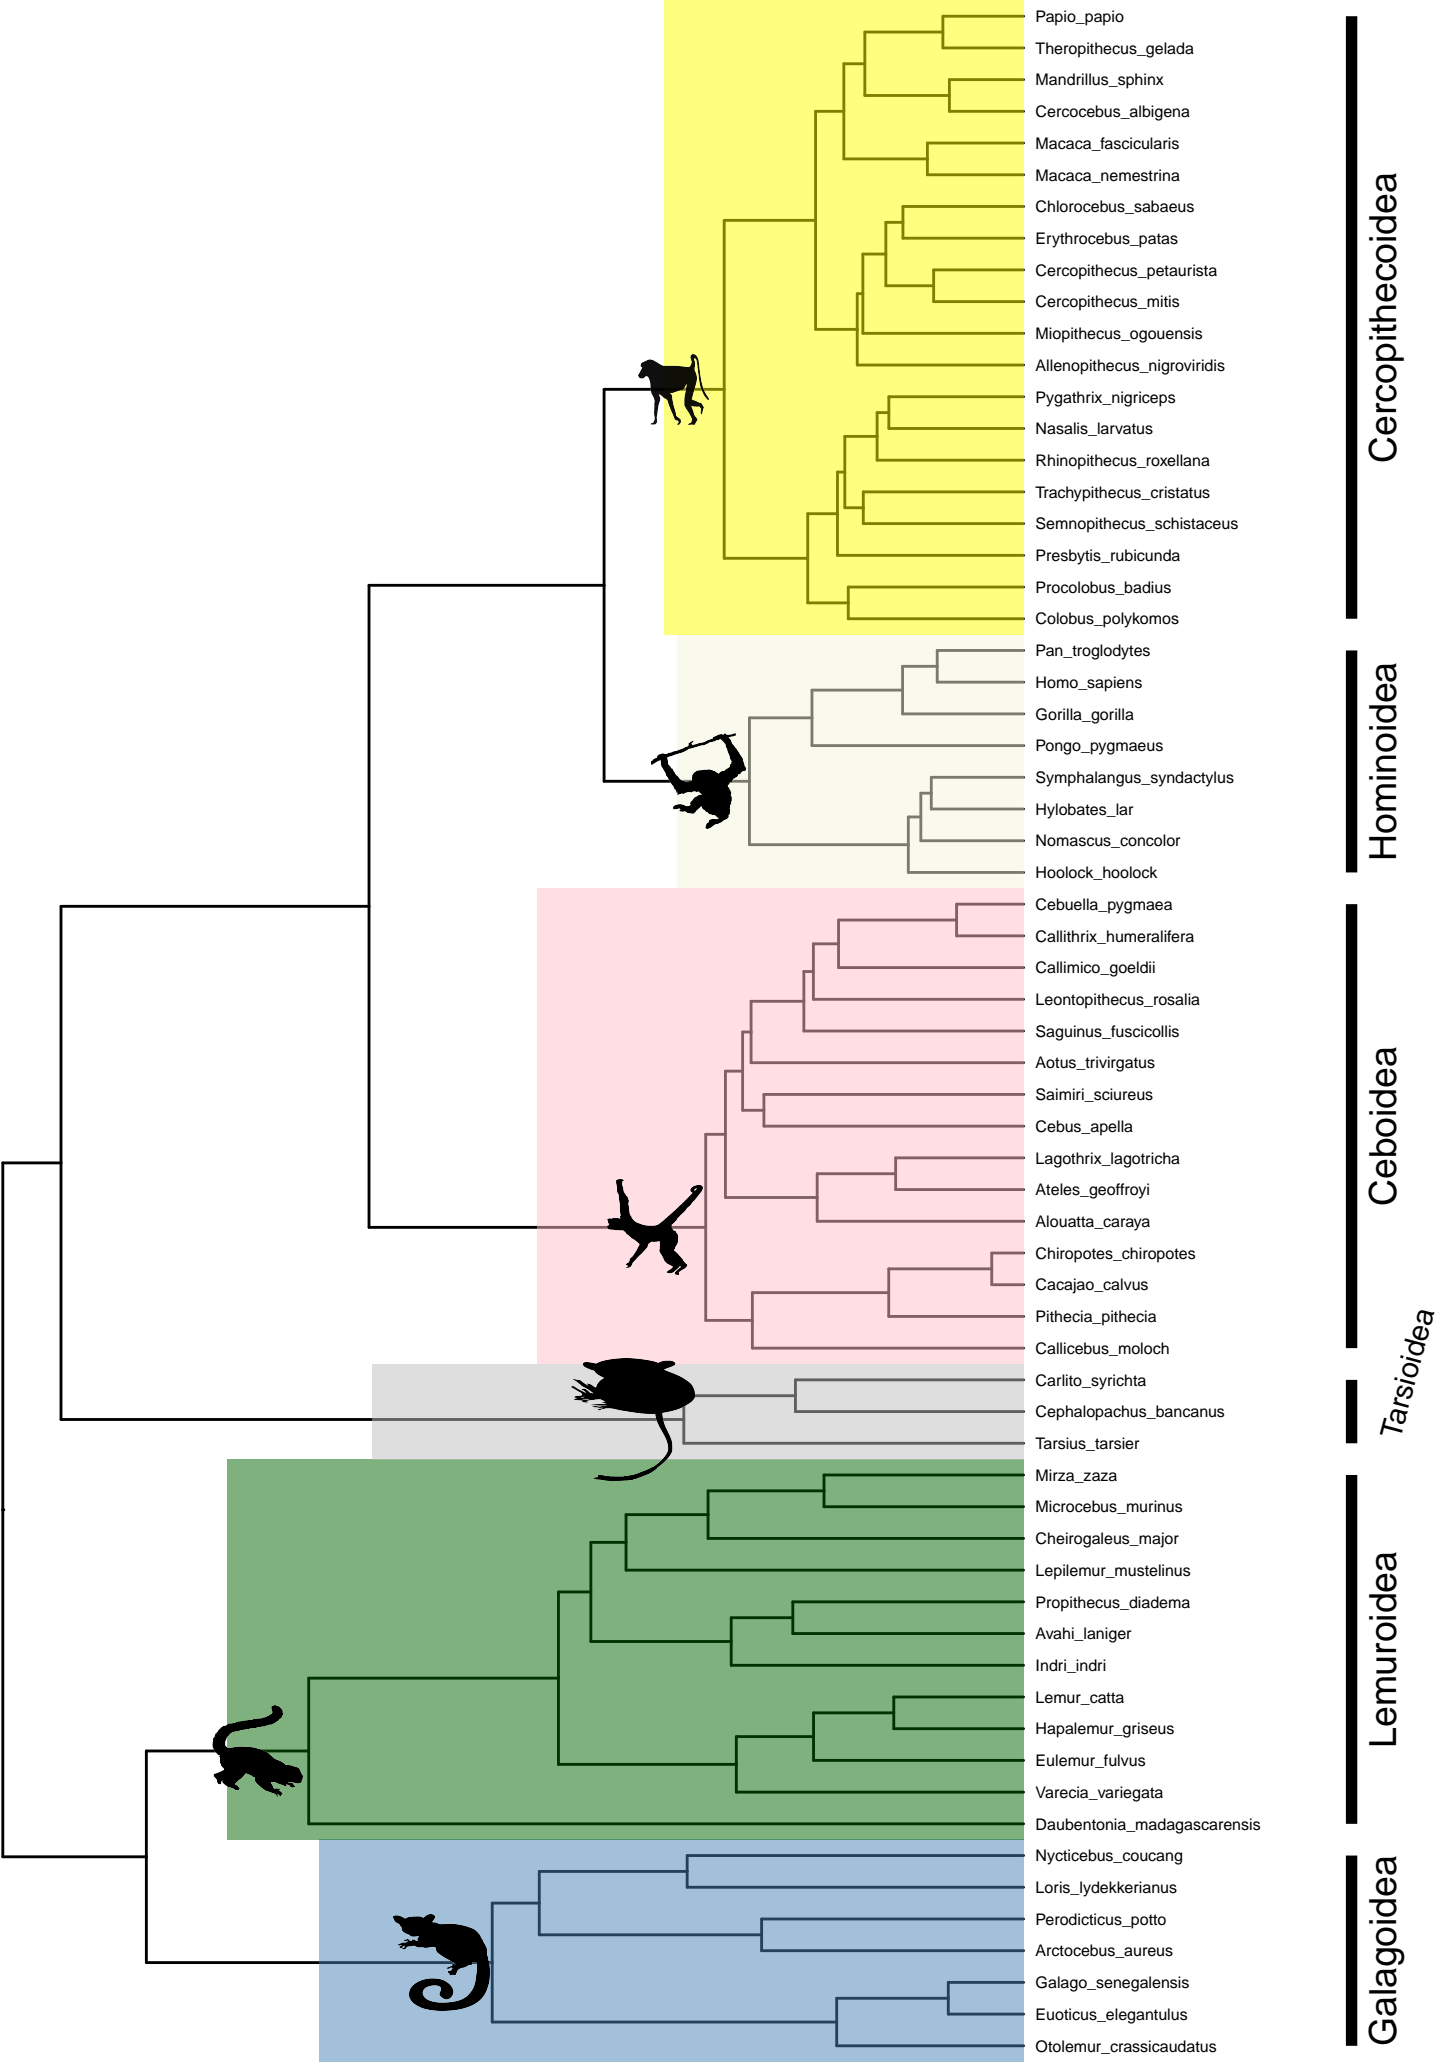 Papio_papio
Theropithecus_gelada
Mandrillus_sphinx
Cercocebus_albigena
Macaca_fascicularis
Macaca_nemestrina
Chlorocebus_sabaeus
Erythrocebus_patas
Cercopithecus_petaurista
Cercopithecus_mitis
Miopithecus_ogouensis
Allenopithecus_nigroviridis
Pygathrix_nigriceps
Nasalis_larvatus
Rhinopithecus_roxellana
Trachypithecus_cristatus
Semnopithecus_schistaceus
Presbytis_rubicunda
Procolobus_badius
Colobus_polykomos
Cercopithecoidea
Pan_troglodytes
Homo_sapiens
Gorilla_gorilla
Pongo_pygmaeus
Symphalangus_syndactylus
Hylobates_lar
Nomascus_concolor
Hoolock_hoolock
Hominoidea
Cebuella_pygmaea
Callithrix_humeralifera
Callimico_goeldii
Leontopithecus_rosalia
Saguinus_fuscicollis
Aotus_trivirgatus
Saimiri_sciureus
Cebus_apella
Lagothrix_lagotricha
Ateles_geoffroyi
Alouatta_caraya
Chiropotes_chiropotes
Cacajao_calvus
Pithecia_pithecia
Callicebus_moloch
Ceboidea
Carlito_syrichta
Cephalopachus_bancanus
Tarsius_tarsier
Tarsioidea
Mirza_zaza
Microcebus_murinus
Cheirogaleus_major
Lepilemur_mustelinus
Propithecus_diadema
Avahi_laniger
Indri_indri
Lemur_catta
Hapalemur_griseus
Eulemur_fulvus
Varecia_variegata
Daubentonia_madagascarensis
Lemuroidea
Nycticebus_coucang
Loris_lydekkerianus
Perodicticus_potto
Arctocebus_aureus
Galago_senegalensis
Euoticus_elegantulus
Otolemur_crassicaudatus
Galagoidea